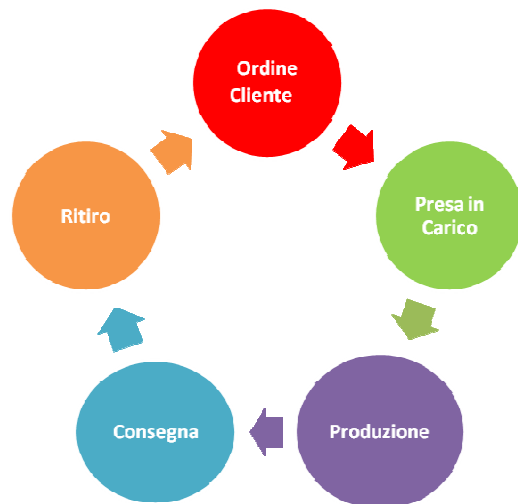 Ordine
Cliente
Presa in
Carico
Produzione
Consegna
Ritiro